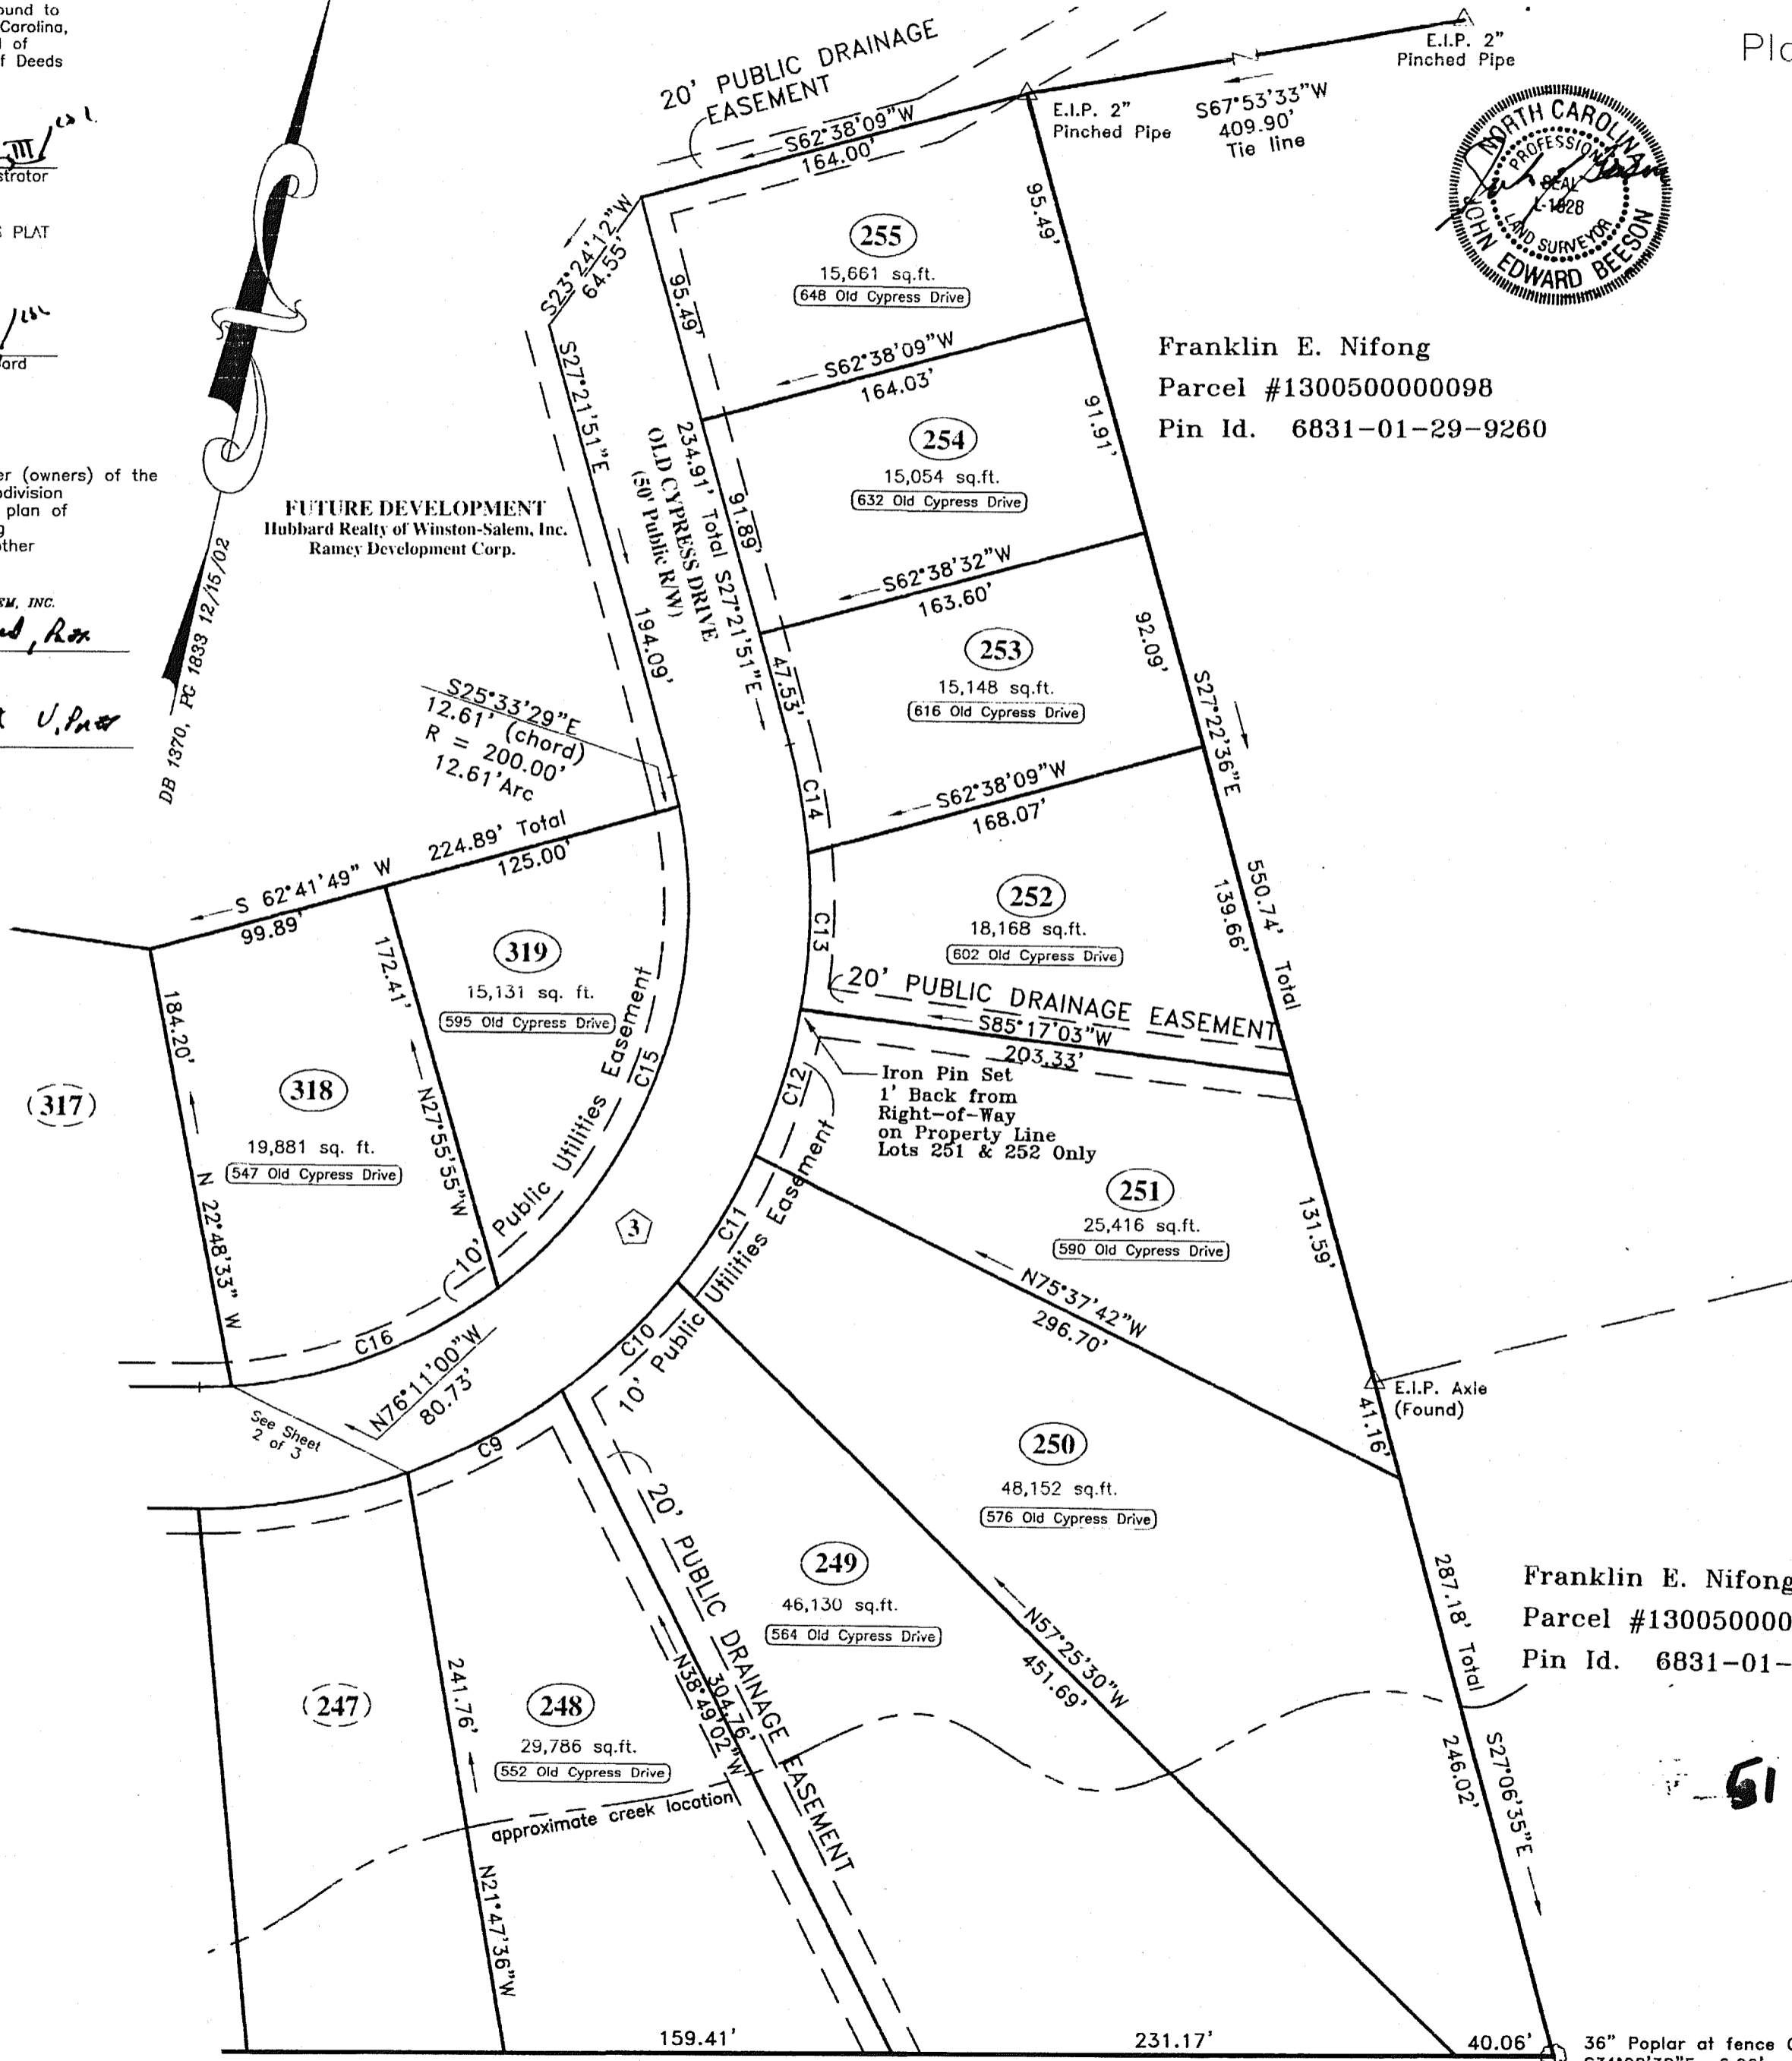 ound to
Carolina,
of
f Deeds
III
strator
S PLAT
ard
er (owners) of the
division
plan of
g
other
EM, INC.
DB 1370, PG 1833 12/15/02
FUTURE DEVELOPMENT
Hubbard Realty of Winston-Salem, Inc.
Ramey Development Corp.
20' PUBLIC DRAINAGE
EASEMENT
S62°38'09"W
164.00'
E.I.P. 2"
Pinched Pipe
S67°53'33"W
409.90'
Tie line
E.I.P. 2"
Pinched Pipe
NORTH CAROLINA
PROFESSIONAL
SEAL
L-1828
LAND SURVEYOR
JOHN EDWARD BEESON
S23°24'12"W
64.55'
95.49'
95.49'
255
15,661 sq.ft.
648 Old Cypress Drive
S62°38'09"W
164.03'
Franklin E. Nifong
Parcel #1300500000098
Pin Id. 6831-01-29-9260
S27°21'51"E
194.09'
OLD CYPRESS DRIVE
(50' Public R/W)
234.91' Total S27°21'51"E
91.89'
91.91'
254
15,054 sq.ft.
632 Old Cypress Drive
S62°38'32"W
163.60'
47.53'
92.09'
253
15,148 sq.ft.
616 Old Cypress Drive
S27°22'36"E
550.74' Total
S62°38'09"W
168.07'
S25°33'29"E
12.61' (chord)
R = 200.00'
12.61'Arc
C14
224.89' Total
125.00'
S 62°41'49" W
99.89'
C13
252
18,168 sq.ft.
602 Old Cypress Drive
139.66'
20' PUBLIC DRAINAGE EASEMENT
S85°17'03"W
203.33'
Iron Pin Set
1' Back from
Right-of-Way
on Property Line
Lots 251 & 252 Only
172.41'
N27°55'55"W
319
15,131 sq. ft.
595 Old Cypress Drive
10' Public Utilities Easement
C15
C12
184.20'
N 22°48'33" W
(317)
318
19,881 sq. ft.
547 Old Cypress Drive
3
C11
251
25,416 sq.ft.
590 Old Cypress Drive
131.59'
N75°37'42"W
296.70'
10' Public Utilities Easement
C10
C16
N76°11'00"W
80.73'
See Sheet
2 of 3
C9
E.I.P. Axle
(Found)
41.16'
250
48,152 sq.ft.
576 Old Cypress Drive
20' PUBLIC DRAINAGE EASEMENT
249
46,130 sq.ft.
564 Old Cypress Drive
N57°25'30"W
451.69'
287.18' Total
Franklin E. Nifong
Parcel #130050000
Pin Id. 6831-01-
N38°49'02"W
304.76'
(247)
241.76'
N21°47'36"W
248
29,786 sq.ft.
552 Old Cypress Drive
approximate creek location
246.02'
S27°06'35"E
51
159.41'
231.17'
40.06'
36" Poplar at fence